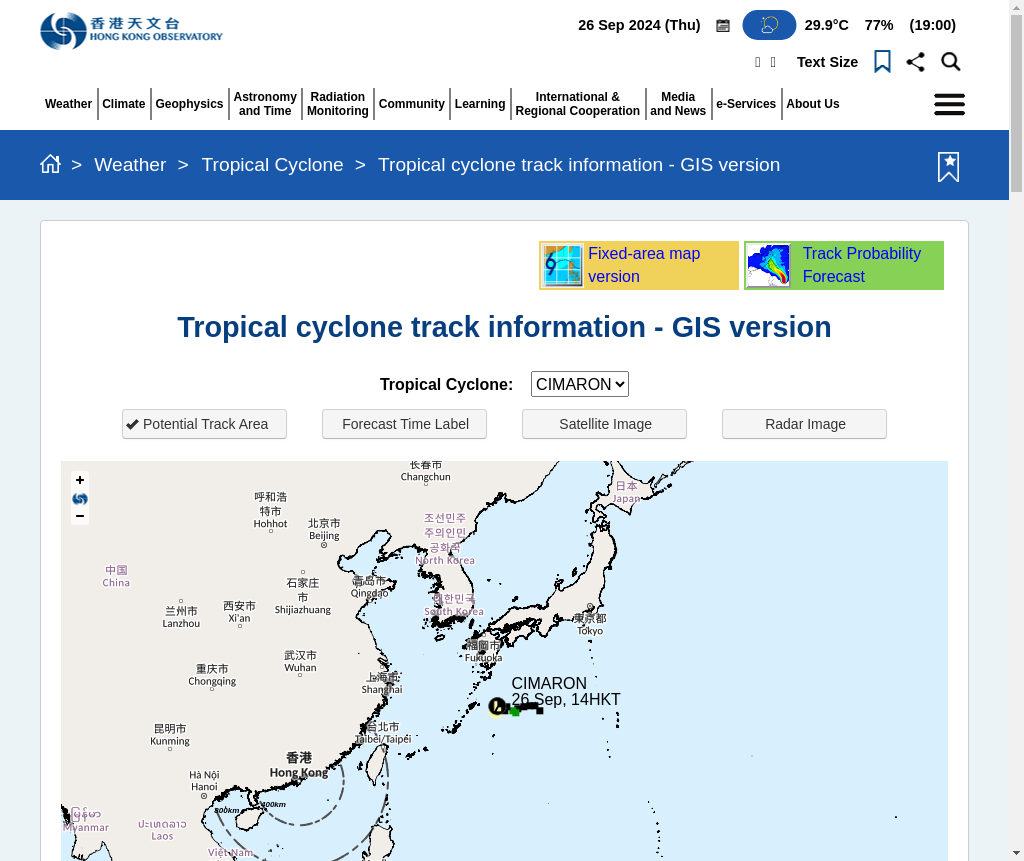 香港天文台
HONG KONG OBSERVATORY
26 Sep 2024 (Thu)
29.9°C 77% (19:00)
Text Size
Weather
Climate
Geophysics
Astronomy
and Time
Radiation
Monitoring
Community
Learning
International &
Regional Cooperation
Media
and News
e-Services
About Us
> Weather > Tropical Cyclone > Tropical cyclone track information - GIS version
Fixed-area map
version
Track Probability
Forecast
Tropical cyclone track information - GIS version
Tropical Cyclone: CIMARON
Potential Track Area
Forecast Time Label
Satellite Image
Radar Image
+
−
长春市
Changchun
日本
Japan
呼和浩
特市
Hohhot
北京市
Beijing
조선민주
주의인민
공화국
North Korea
中国
China
石家庄
市
Shijiazhuang
青岛市
Qingdao
대한민국
South Korea
兰州市
Lanzhou
西安市
Xi'an
東京都
Tokyo
福岡市
Fukuoka
武汉市
Wuhan
重庆市
Chongqing
上海市
Shanghai
CIMARON
26 Sep, 14HKT
昆明市
Kunming
台北市
Taibei/Taipei
香港
Hong Kong
Hà Nội
Hanoi
800km
400km
မြန်မာ
Myanmar
ປະເທດລາວ
Laos
Việt Nam